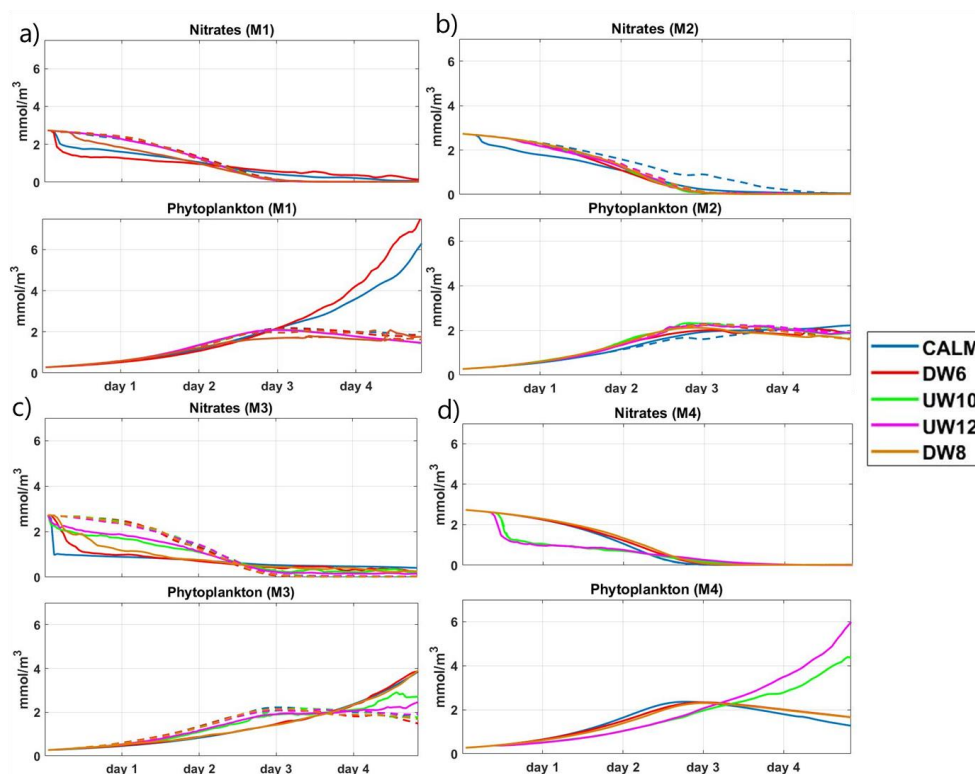 a)
Nitrates (M1)
6
4
2
0
mmol/m³
Phytoplankton (M1)
6
4
2
0
mmol/m³
day 1 day 2 day 3 day 4
b)
Nitrates (M2)
6
4
2
0
mmol/m³
Phytoplankton (M2)
6
4
2
0
mmol/m³
day 1 day 2 day 3 day 4
c)
Nitrates (M3)
6
4
2
0
mmol/m³
Phytoplankton (M3)
6
4
2
0
mmol/m³
day 1 day 2 day 3 day 4
d)
Nitrates (M4)
6
4
2
0
mmol/m³
Phytoplankton (M4)
6
4
2
0
mmol/m³
day 1 day 2 day 3 day 4
CALM
DW6
UW10
UW12
DW8